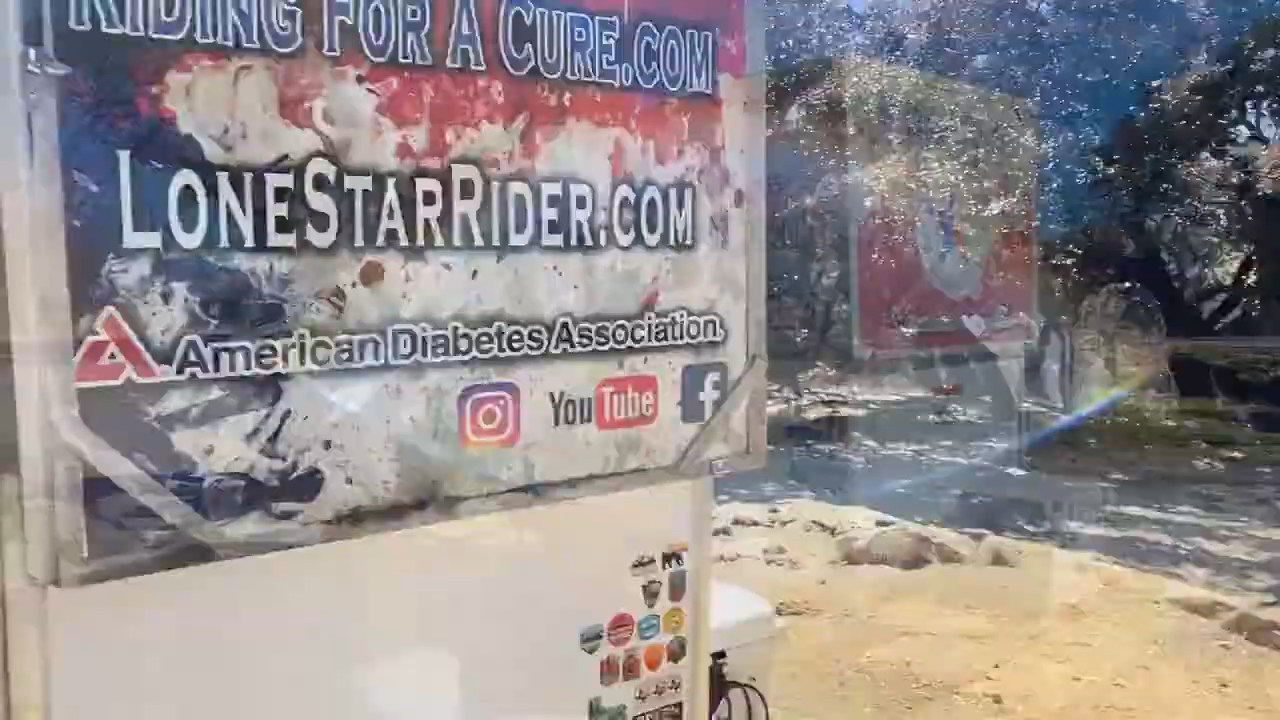 RIDING FOR A CURE.COM
LONESTARRIDER.COM
American Diabetes Association.
YouTube